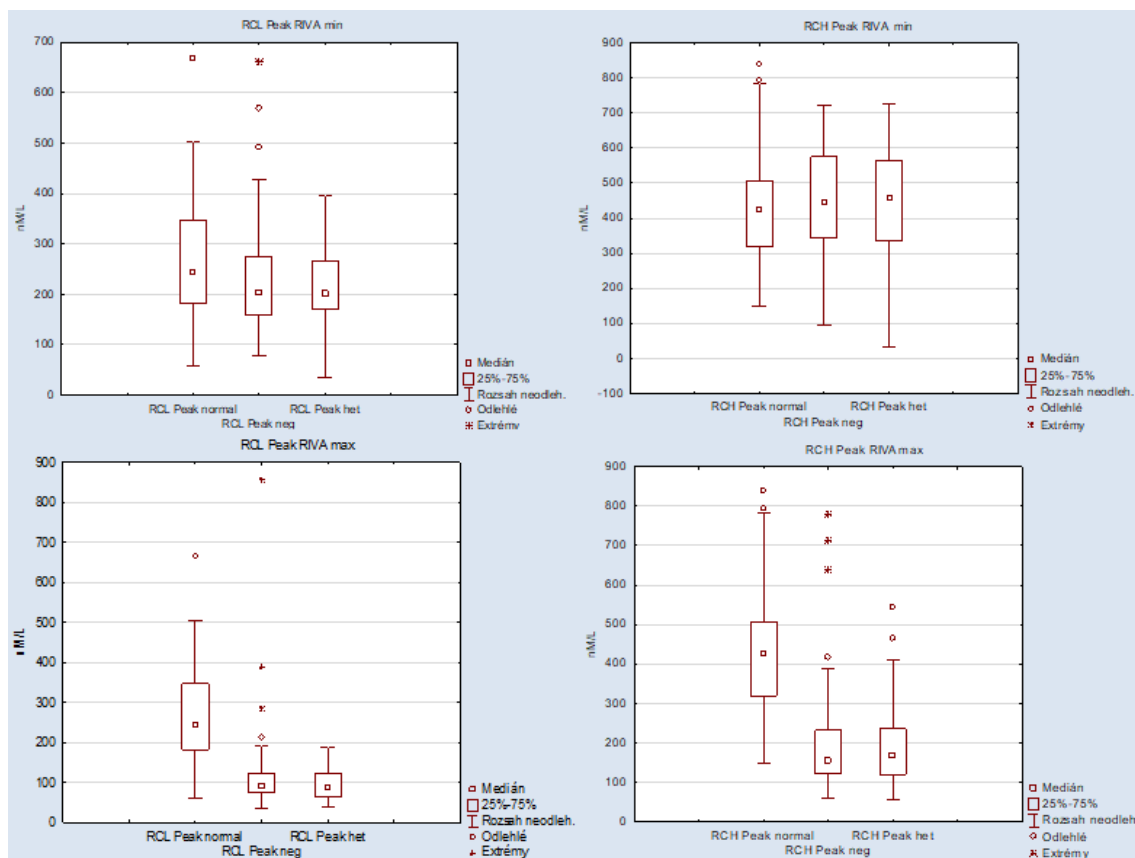 RCL Peak RIVA min
700
600
500
400
300
200
100
0
nM/L
RCL Peak normal
RCL Peak het
RCL Peak neg
Medián
25%-75%
Rozsah neodleh.
Odlehlé
Extrémy
RCH Peak RIVA min
900
800
700
600
500
400
300
200
100
0
-100
nM/L
RCH Peak normal
RCH Peak het
RCH Peak neg
Medián
25%-75%
Rozsah neodleh.
Odlehlé
Extrémy
RCL Peak RIVA max
900
800
700
600
500
400
300
200
100
0
RCL Peak normal
RCL Peak het
RCL Peak neg
Medián
25%-75%
Rozsah neodleh.
Odlehlé
Extrémy
RCH Peak RIVA max
900
800
700
600
500
400
300
200
100
0
nM/L
RCH Peak normal
RCH Peak het
RCH Peak neg
Medián
25%-75%
Rozsah neodleh.
Odlehlé
Extrémy